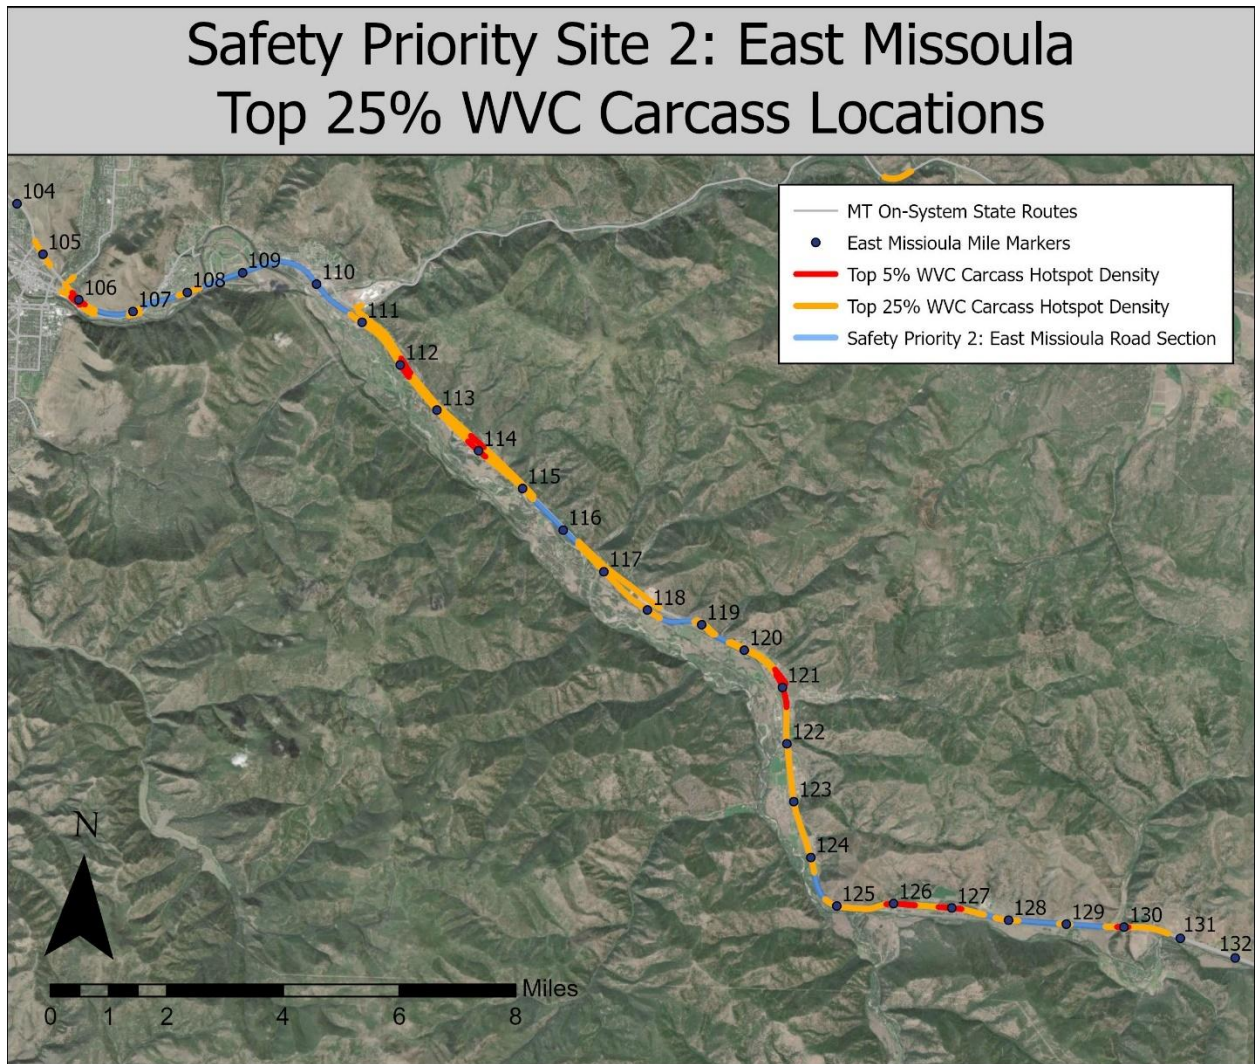 Safety Priority Site 2: East Missoula
Top 25% WVC Carcass Locations
MT On-System State Routes
East Missioula Mile Markers
Top 5% WVC Carcass Hotspot Density
Top 25% WVC Carcass Hotspot Density
Safety Priority 2: East Missioula Road Section
104
105
106
107
108
109
110
111
112
113
114
115
116
117
118
119
120
121
122
123
124
125
126
127
128
129
130
131
132
N
Miles
0 1 2 4 6 8